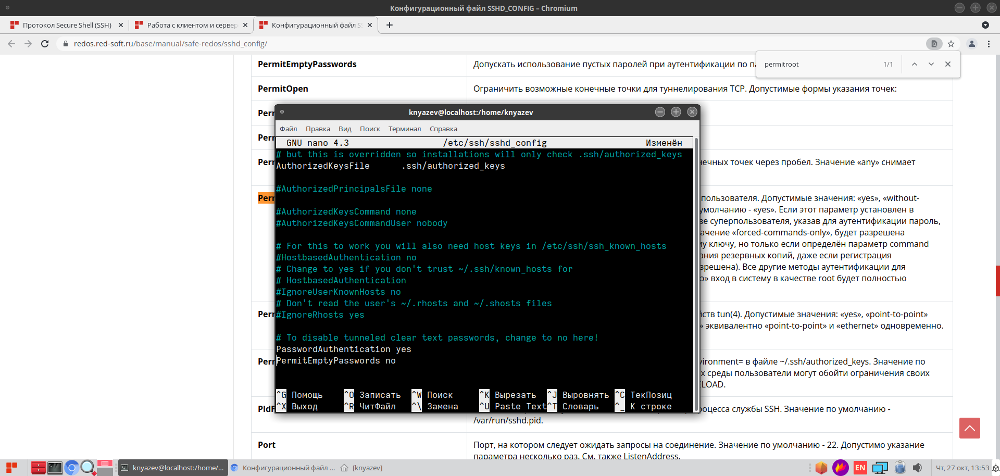 Конфигурационный файл SSHD_CONFIG – Chromium
Протокол Secure Shell (SSH)
Работа с клиентом и сервер
Конфигурационный файл SS
redos.red-soft.ru/base/manual/safe-redos/sshd_config/
permitroot 1/1
PermitEmptyPasswords Допускать использование пустых паролей при аутентификации по па
PermitOpen Ограничить возможные конечные точки для туннелирования TCP. Допустимые формы указания точек:
Perm
Perm
Perm
нечных точек через пробел. Значение «any» снимает
Perm
пользователя. Допустимые значения: «yes», «without-
умолчанию - «yes». Если этот параметр установлен в
ве суперпользователя, указав для аутентификации пароль,
ачение «forced-commands-only», будет разрешена
му ключу, но только если определён параметр command
ания резервных копий, даже если регистрация
зрешена). Все другие методы аутентификации для
o» вход в систему в качестве root будет полностью
Perm
йств tun(4). Допустимые значения: «yes», «point-to-point»
» эквивалентно «point-to-point» и «ethernet» одновременно.
Perm
vironment= в файле ~/.ssh/authorized_keys. Значение по
х среды пользователи могут обойти ограничения своих
LOAD.
PidF
роцесса службы SSH. Значение по умолчанию -
/var/run/sshd.pid.
Port Порт, на котором следует ожидать запросы на соединение. Значение по умолчанию - 22. Допустимо указание
параметра несколько раз. См. также ListenAddress.
knyazev@localhost:/home/knyazev
Файл Правка Вид Поиск Терминал Справка
GNU nano 4.3 /etc/ssh/sshd_config Изменён
# but this is overridden so installations will only check .ssh/authorized_keys
AuthorizedKeysFile .ssh/authorized_keys
#AuthorizedPrincipalsFile none
#AuthorizedKeysCommand none
#AuthorizedKeysCommandUser nobody
# For this to work you will also need host keys in /etc/ssh/ssh_known_hosts
#HostbasedAuthentication no
# Change to yes if you don't trust ~/.ssh/known_hosts for
# HostbasedAuthentication
#IgnoreUserKnownHosts no
# Don't read the user's ~/.rhosts and ~/.shosts files
#IgnoreRhosts yes
# To disable tunneled clear text passwords, change to no here!
PasswordAuthentication yes
PermitEmptyPasswords no
^G Помощь ^O Записать ^W Поиск ^K Вырезать ^J Выровнять ^C ТекПозиц
^X Выход ^R ЧитФайл ^\ Замена ^U Paste Text ^T Словарь ^_ К строке
knyazev@localhost:/home/...
Конфигурационный файл ...
[knyazev]
EN
Чт, 27 окт, 13:53